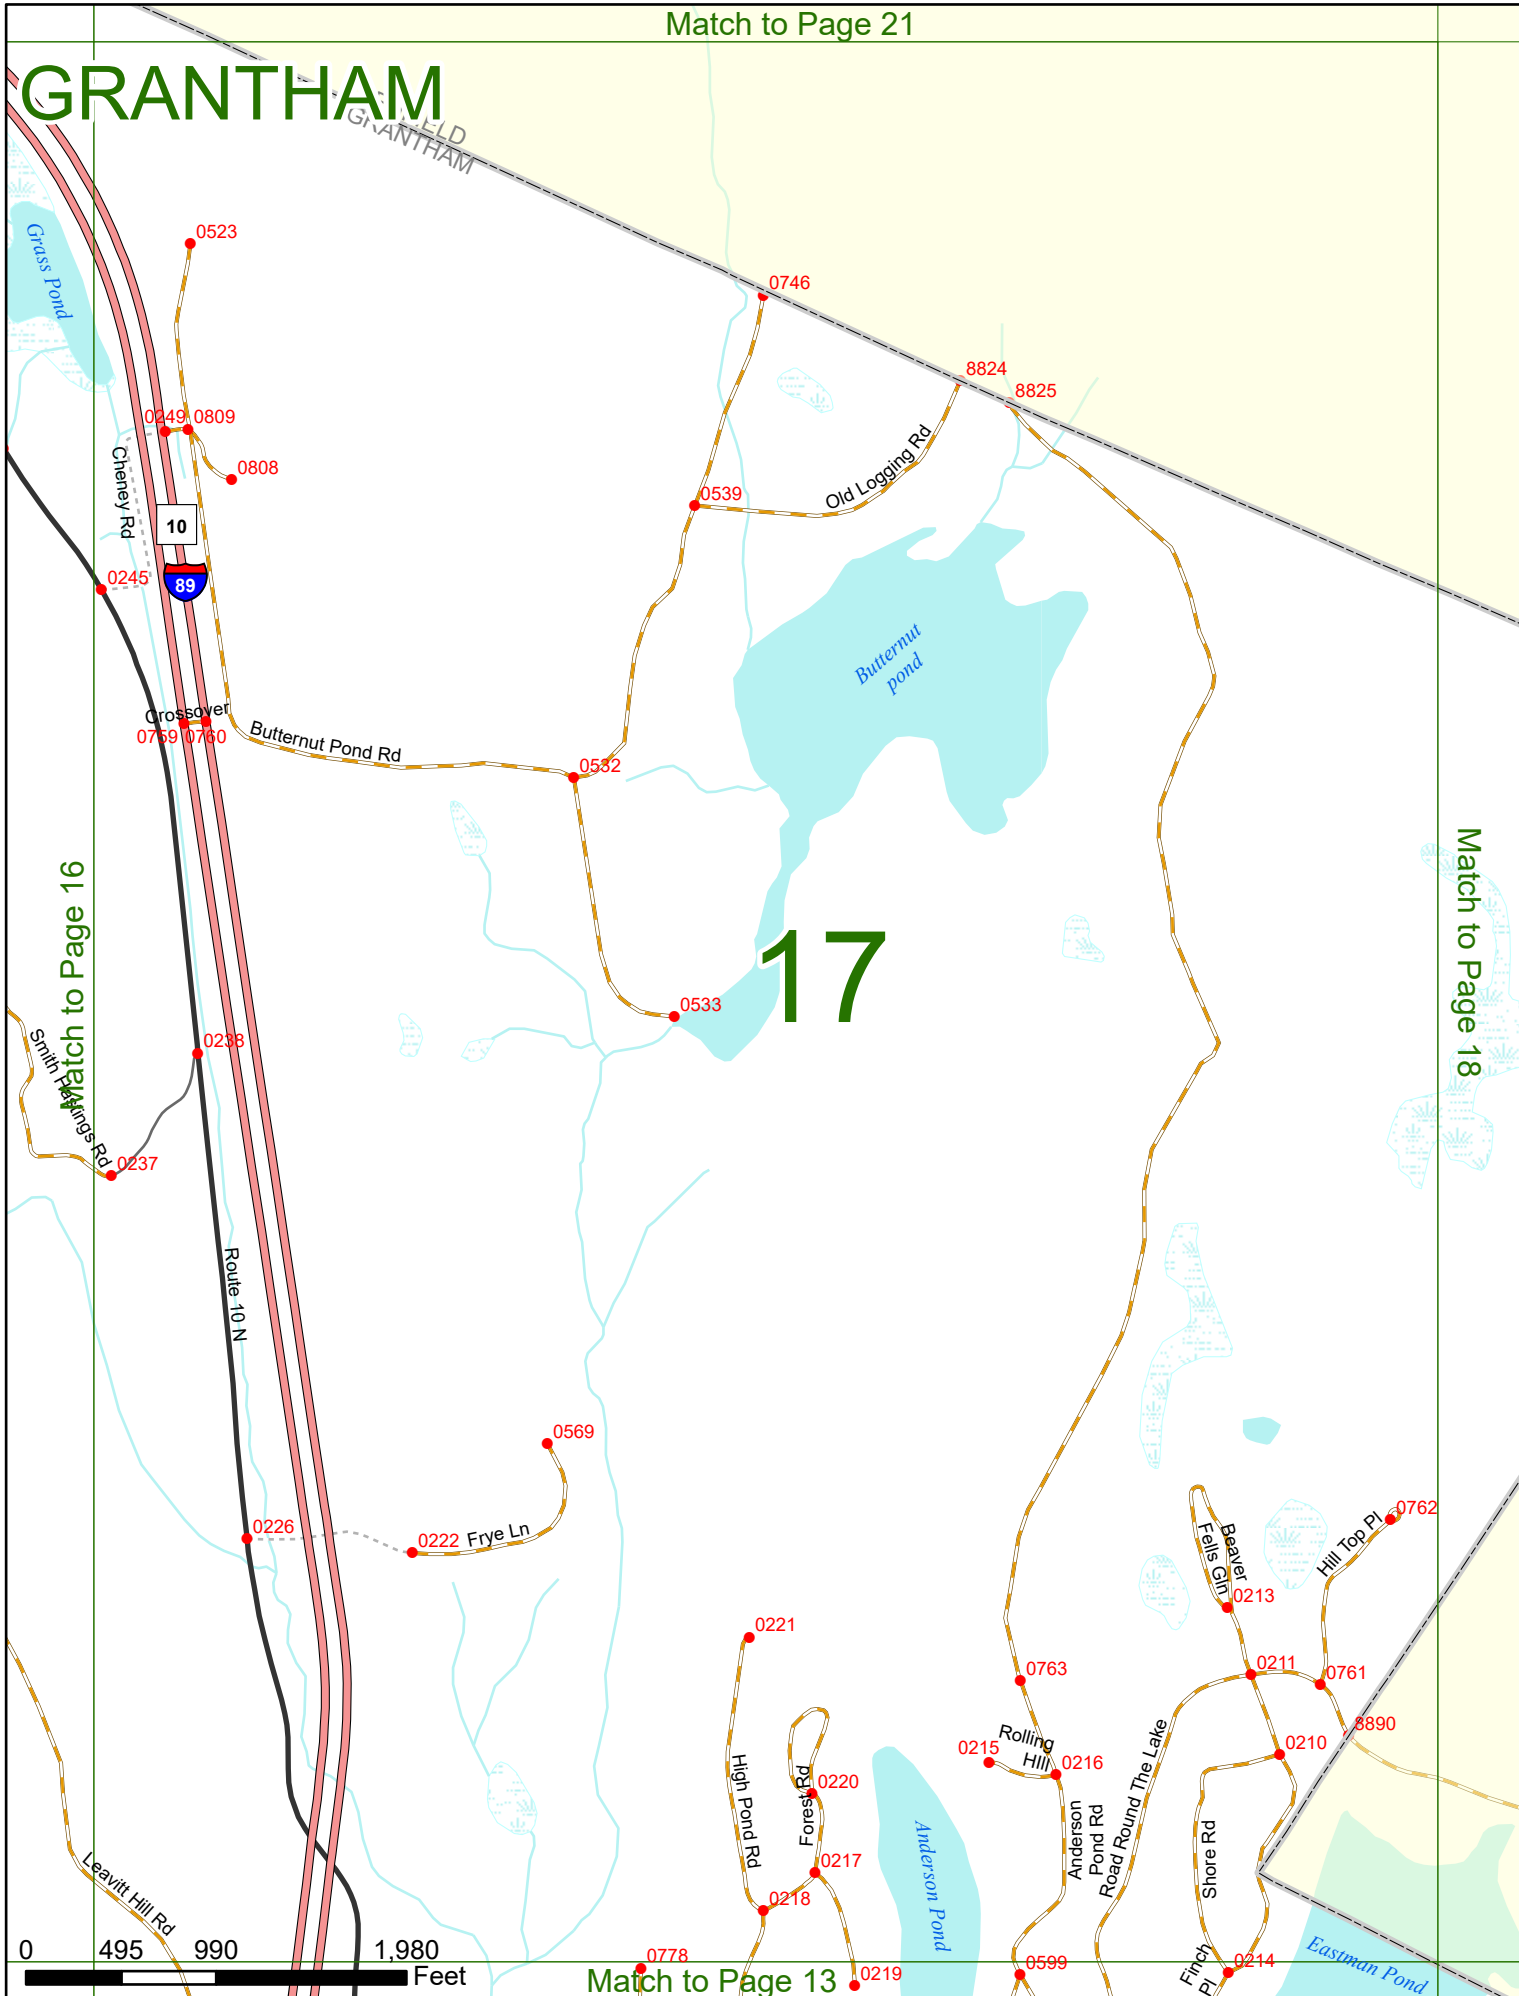 Match to Page 21
GRANTHAM
GRANTHAM
Grass Pond
0523
0746
8824
8825
0249
0809
0808
Cheney Rd
10
89
0245
0539
Old Logging Rd
Butternut
pond
Crossover
0759
0760
Butternut Pond Rd
0532
17
0533
Match to Page 16
Match to Page 18
Smith Hastings Rd
0238
0237
Route 10 N
0569
0226
0222
Frye Ln
0762
Hill Top Pl
Beaver
Fells Gln
0213
0221
0763
0211
0761
Rolling
HIll
0215
0216
8890
0210
High Pond Rd
Forest Rd
0220
0217
0218
Anderson
Pond Rd
Road Round The Lake
Shore Rd
Anderson Pond
Leavitt Hill Rd
0 495 990 1,980
Feet
0778
Match to Page 13
0219
0599
Finch
Pl
0214
Eastman Pond